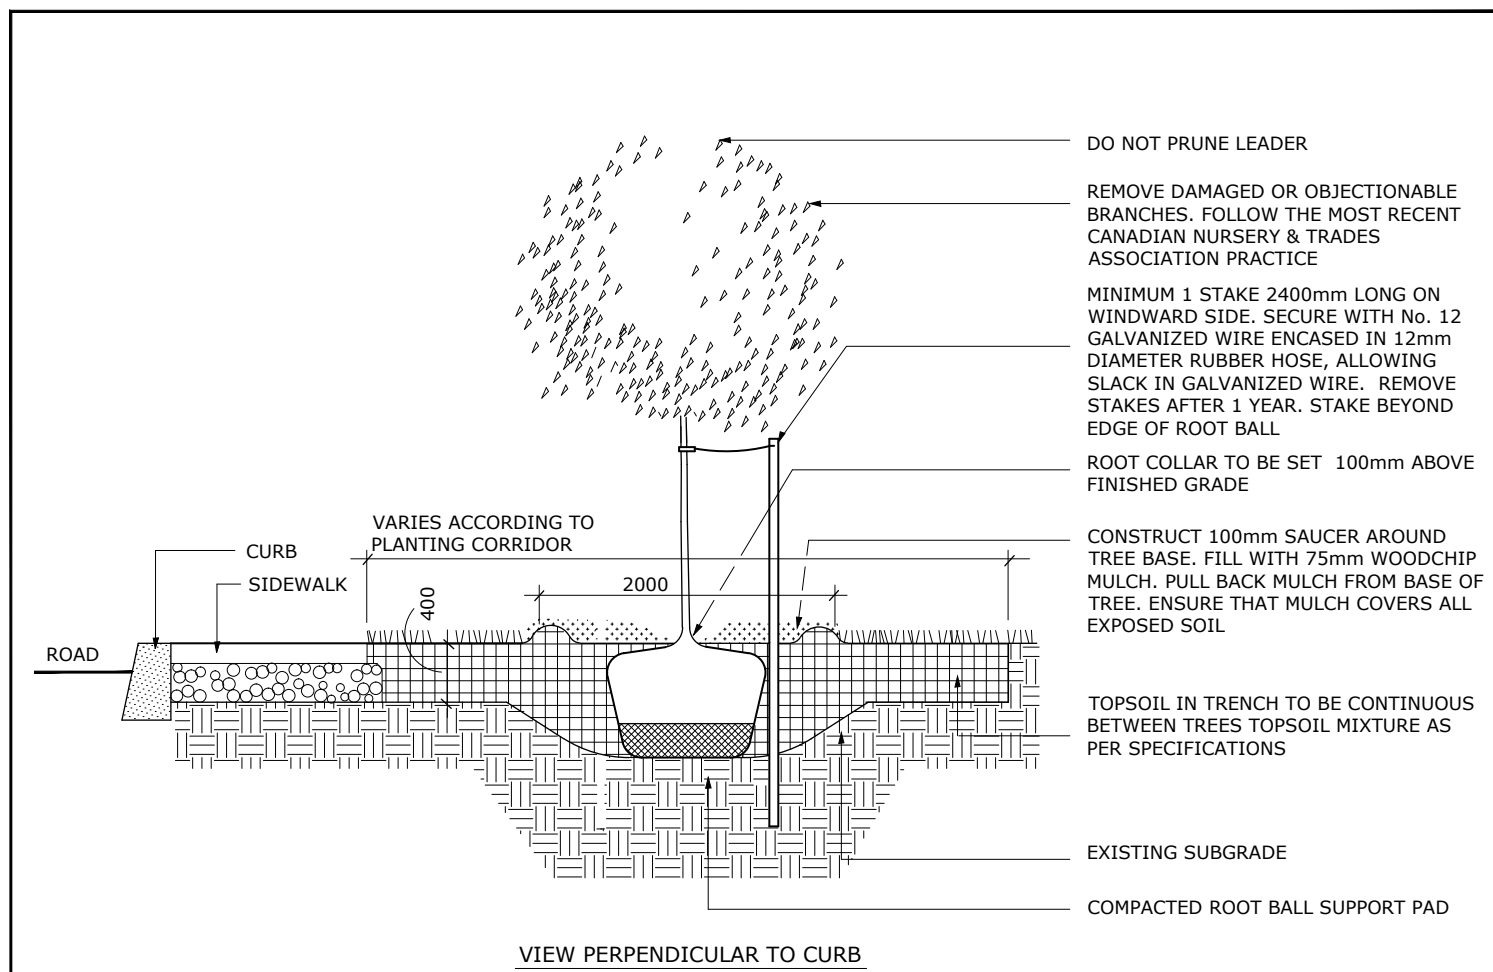 DO NOT PRUNE LEADER
REMOVE DAMAGED OR OBJECTIONABLE
BRANCHES. FOLLOW THE MOST RECENT
CANADIAN NURSERY & TRADES
ASSOCIATION PRACTICE
MINIMUM 1 STAKE 2400mm LONG ON
WINDWARD SIDE. SECURE WITH No. 12
GALVANIZED WIRE ENCASED IN 12mm
DIAMETER RUBBER HOSE, ALLOWING
SLACK IN GALVANIZED WIRE. REMOVE
STAKES AFTER 1 YEAR. STAKE BEYOND
EDGE OF ROOT BALL
ROOT COLLAR TO BE SET 100mm ABOVE
FINISHED GRADE
CONSTRUCT 100mm SAUCER AROUND
TREE BASE. FILL WITH 75mm WOODCHIP
MULCH. PULL BACK MULCH FROM BASE OF
TREE. ENSURE THAT MULCH COVERS ALL
EXPOSED SOIL
TOPSOIL IN TRENCH TO BE CONTINUOUS
BETWEEN TREES TOPSOIL MIXTURE AS
PER SPECIFICATIONS
EXISTING SUBGRADE
COMPACTED ROOT BALL SUPPORT PAD
VARIES ACCORDING TO
PLANTING CORRIDOR
CURB
SIDEWALK
2000
400
ROAD
VIEW PERPENDICULAR TO CURB